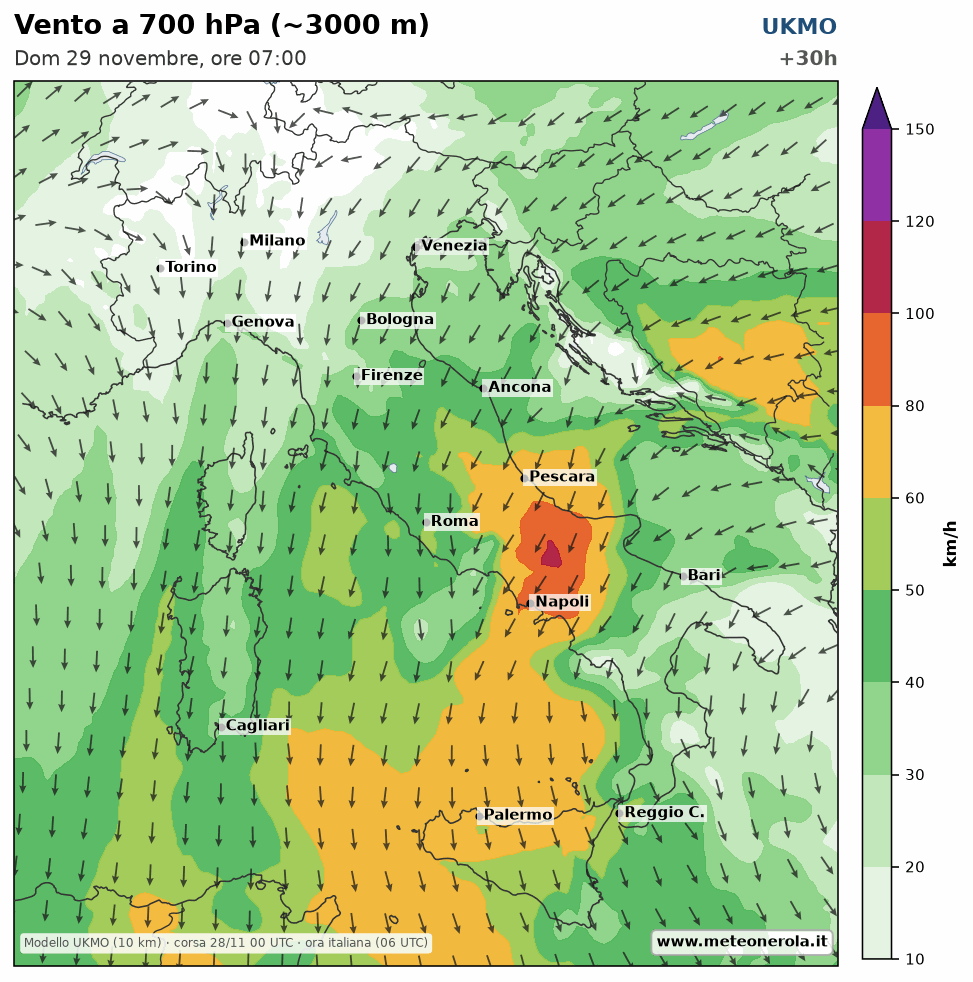 Vento a 700 hPa (~3000 m)
UKMO
Dom 29 novembre, ore 07:00
+30h
150
120
100
80
60
50
40
30
20
10
km/h
Milano
Venezia
Torino
Genova
Bologna
Firenze
Ancona
Pescara
Roma
Bari
Napoli
Cagliari
Palermo
Reggio C.
Modello UKMO (10 km) · corsa 28/11 00 UTC · ora italiana (06 UTC)
www.meteonerola.it